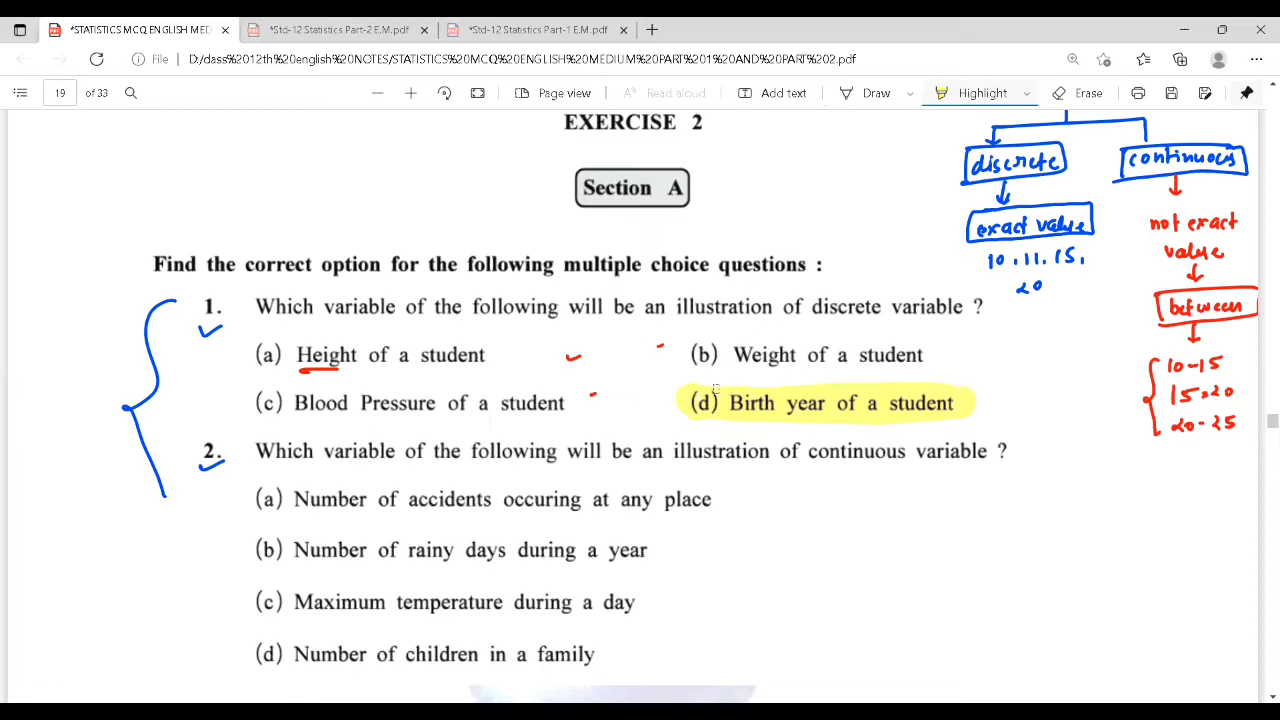 *STATISTICS MCQ ENGLISH MED
*Std-12 Statistics Part-2 E.M.pdf
*Std-12 Statistics Part-1 E.M.pdf
File
D:/dass%2012th%20english%20NOTES/STATISTICS%20MCQ%20ENGLISH%20MEDIUM%20PART%201%20AND%20PART%202.pdf
19 of 33
Page view
Read aloud
Add text
Draw
Highlight
Erase
EXERCISE 2
Section A
discrete
continuous
exact value
10, 11, 15,
20
not exact
value
between
10-15
15-20
20-25
Find the correct option for the following multiple choice questions :
1. Which variable of the following will be an illustration of discrete variable ?
(a) Height of a student (b) Weight of a student
(c) Blood Pressure of a student (d) Birth year of a student
2. Which variable of the following will be an illustration of continuous variable ?
(a) Number of accidents occuring at any place
(b) Number of rainy days during a year
(c) Maximum temperature during a day
(d) Number of children in a family